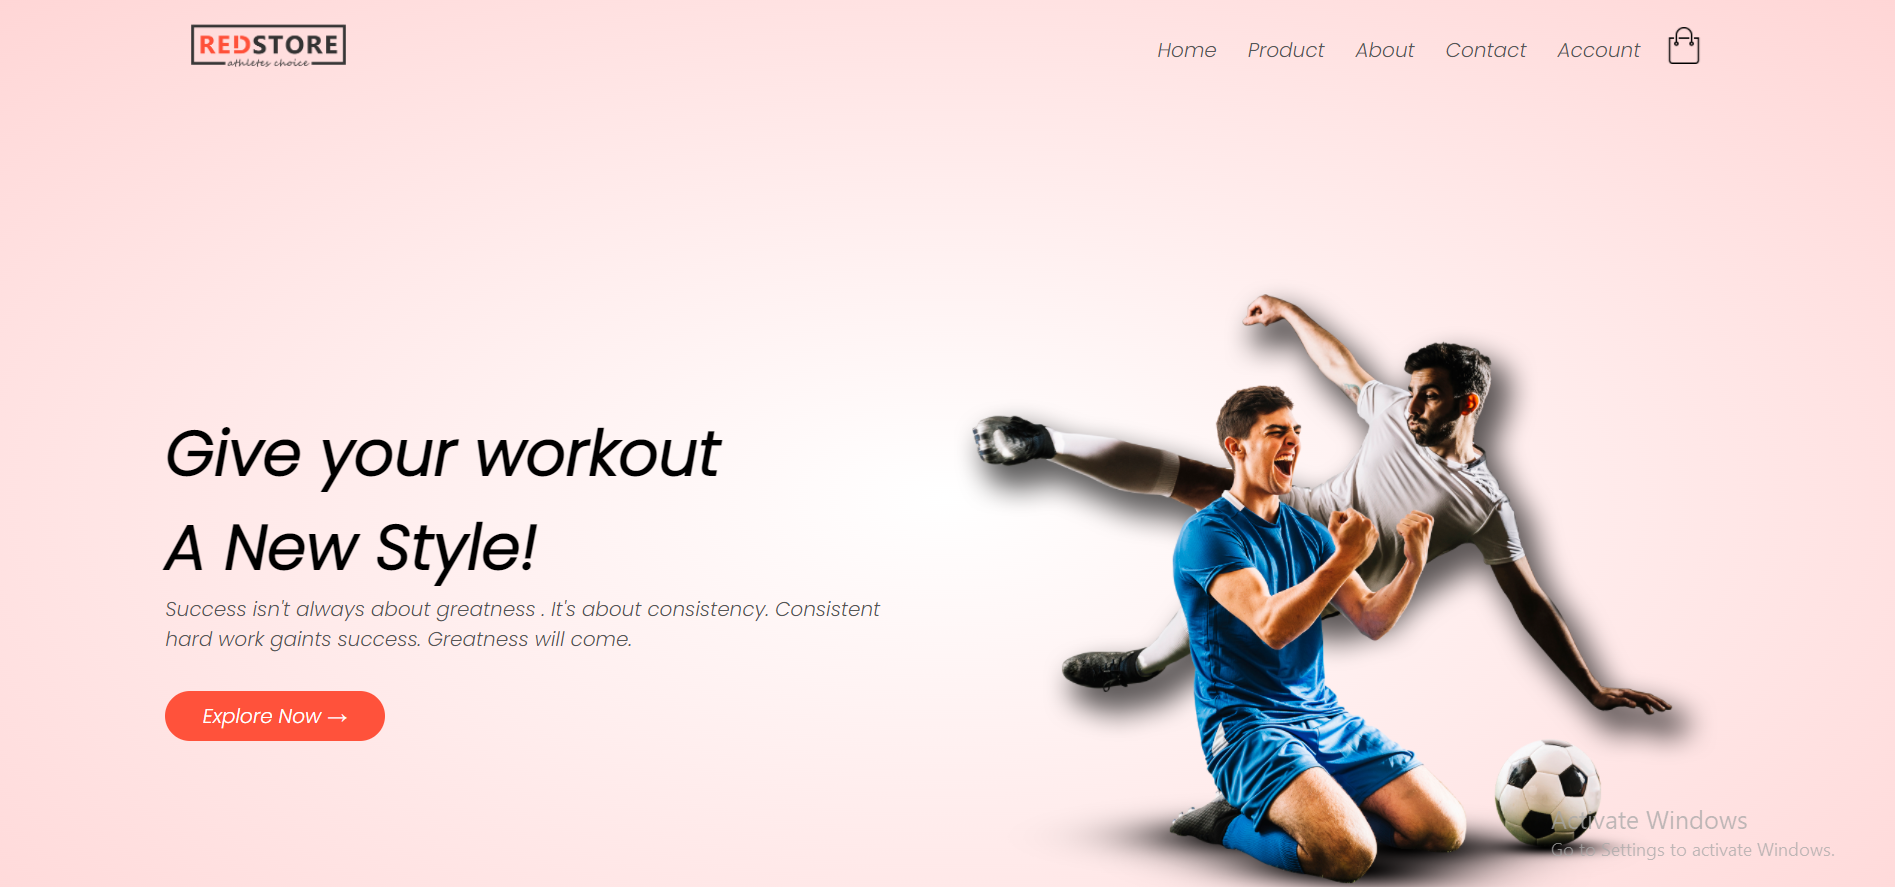 REDSTORE
athletes choice
Home Product About Contact Account
Give your workout
A New Style!
Success isn't always about greatness . It's about consistency. Consistent
hard work gaints success. Greatness will come.
Explore Now →
Activate Windows
Go to Settings to activate Windows.